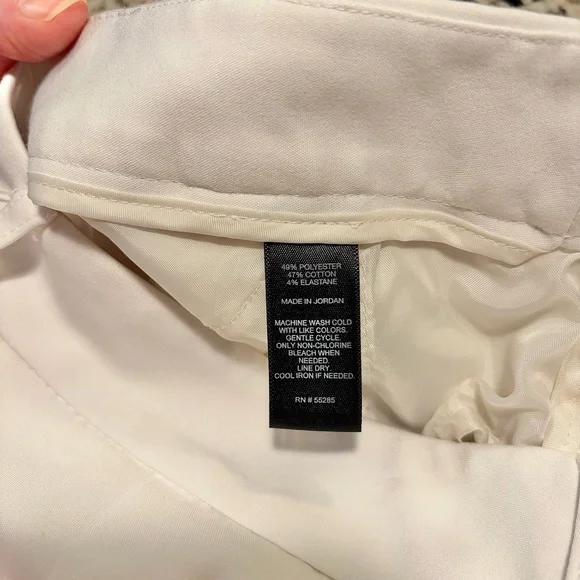 49% POLYESTER
47% COTTON
4% ELASTANE
MADE IN JORDAN
MACHINE WASH COLD
WITH LIKE COLORS.
GENTLE CYCLE.
ONLY NON-CHLORINE
BLEACH WHEN
NEEDED.
LINE DRY.
COOL IRON IF NEEDED.
RN # 55285